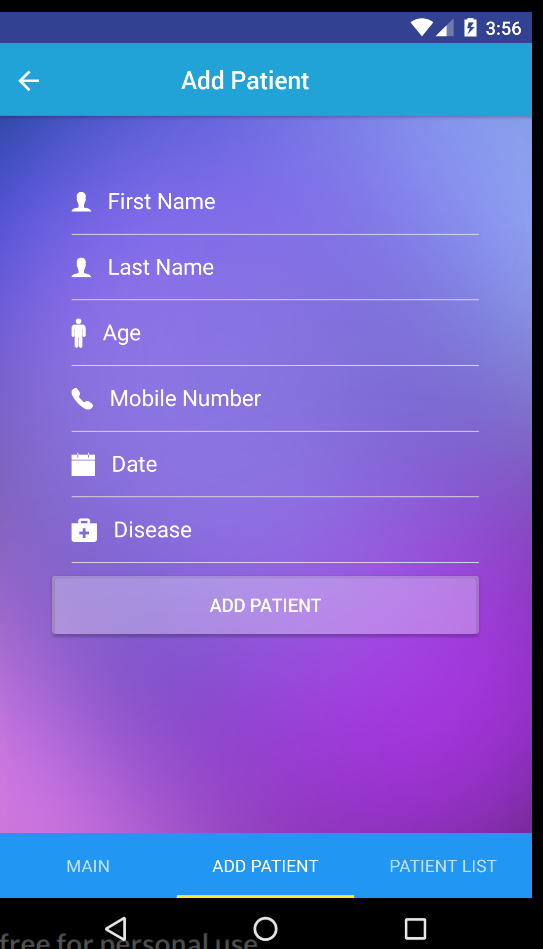 3:56
Add Patient
First Name
Last Name
Age
Mobile Number
Date
Disease
ADD PATIENT
MAIN ADD PATIENT PATIENT LIST
free for personal use